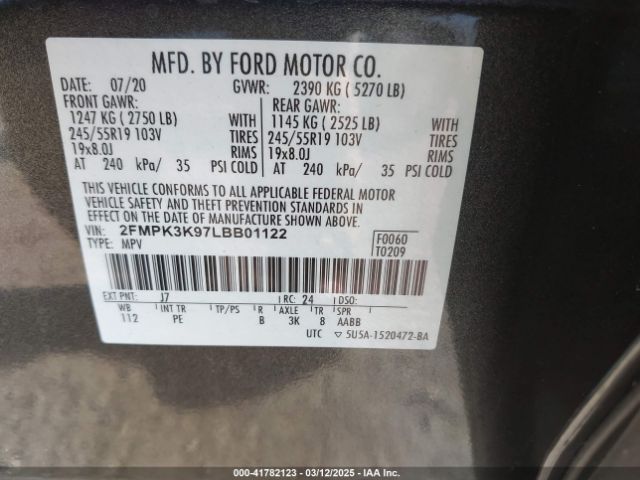 MFD. BY FORD MOTOR CO.
DATE: 07/20 GVWR: 2390 KG ( 5270 LB)
FRONT GAWR: REAR GAWR:
1247 KG ( 2750 LB) 1145 KG ( 2525 LB)
245/55R19 103V TIRES 245/55R19 103V TIRES
19x8.0J RIMS 19x8.0J RIMS
AT 240 kPa/ 35 PSI COLD AT 240 kPa/ 35 PSI COLD
THIS VEHICLE CONFORMS TO ALL APPLICABLE FEDERAL MOTOR
VEHICLE SAFETY AND THEFT PREVENTION STANDARDS IN
EFFECT ON THE DATE OF MANUFACTURE SHOWN ABOVE.
VIN: 2FMPK3K97LBB01122 F0060
TYPE: MPV T0209
EXT PNT: J7 RC: 24 DSO:
WB INT TR TP/PS R AXLE TR SPR
112 PE B 3K 8 AABB
UTC 5U5A-1520472-BA
000-41782123 - 03/12/2025 - IAA Inc.